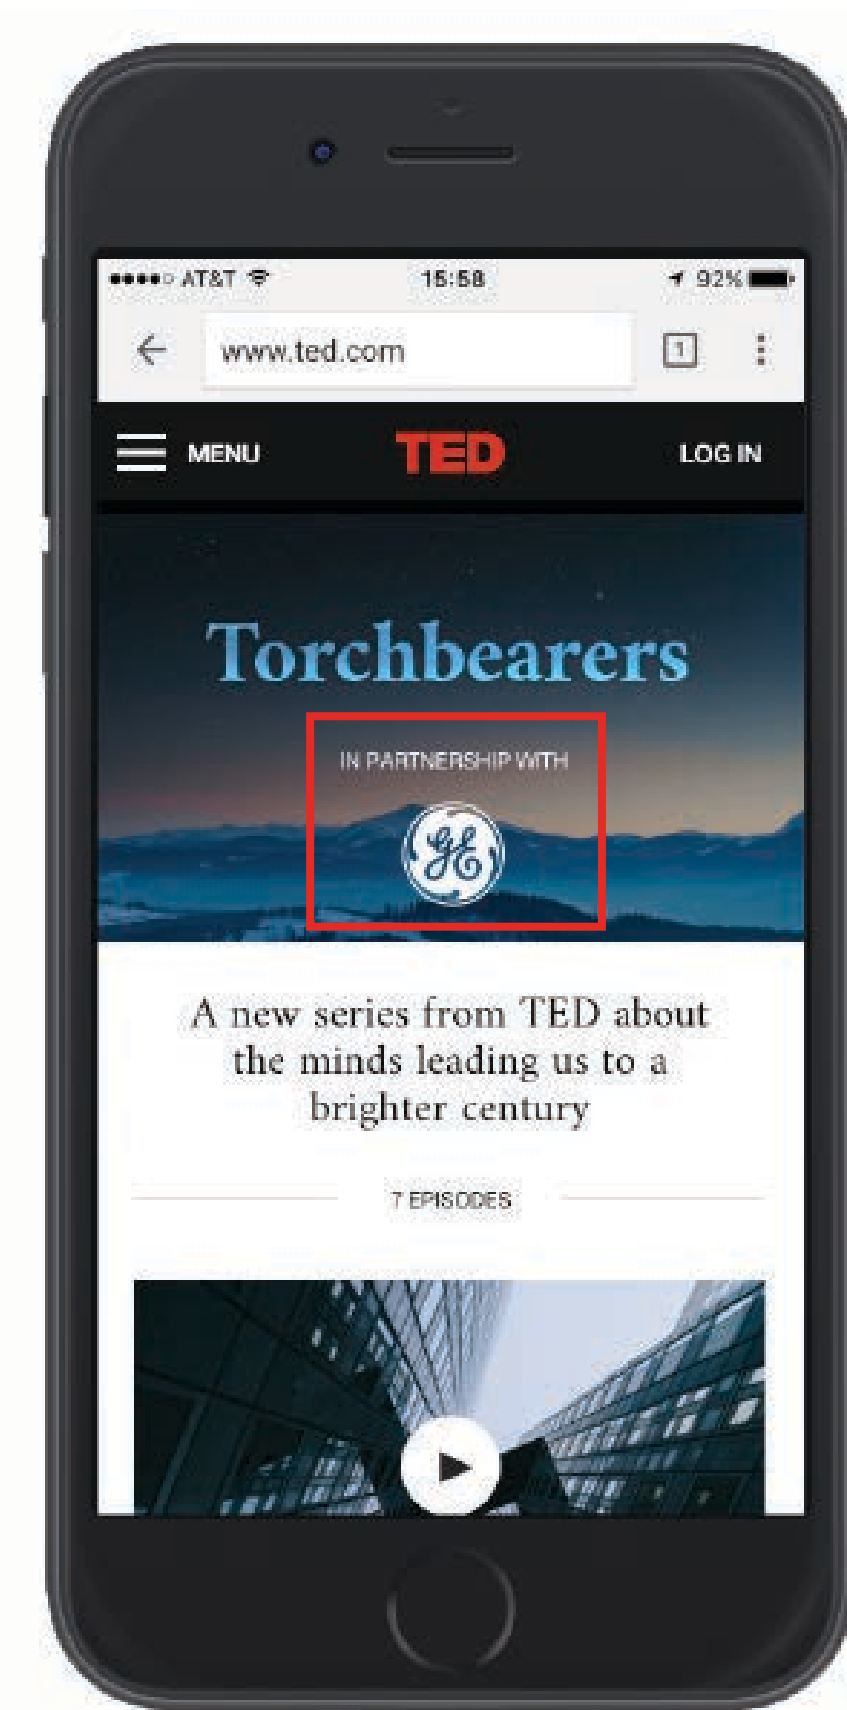 AT&T 15:58 92%
www.ted.com 1
MENU TED LOG IN
Torchbearers
IN PARTNERSHIP WITH
GE
A new series from TED about
the minds leading us to a
brighter century
7 EPISODES